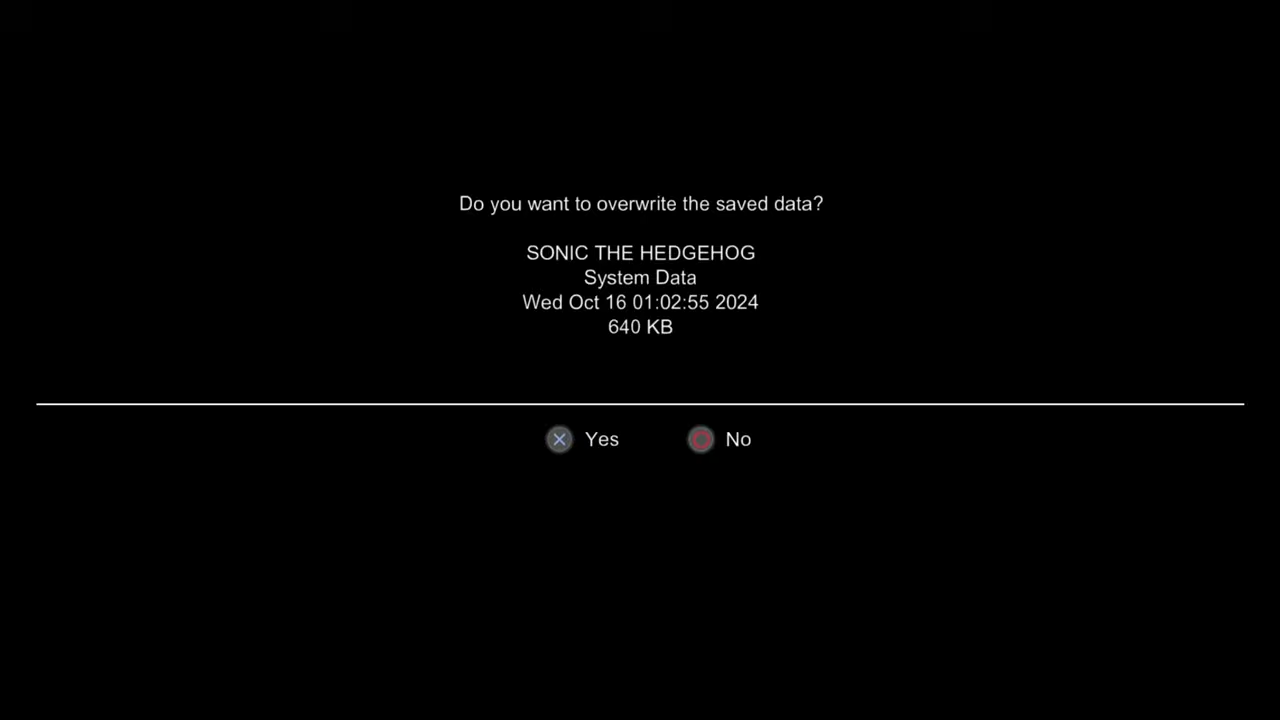 Do you want to overwrite the saved data?
SONIC THE HEDGEHOG
System Data
Wed Oct 16 01:02:55 2024
640 KB
Yes No